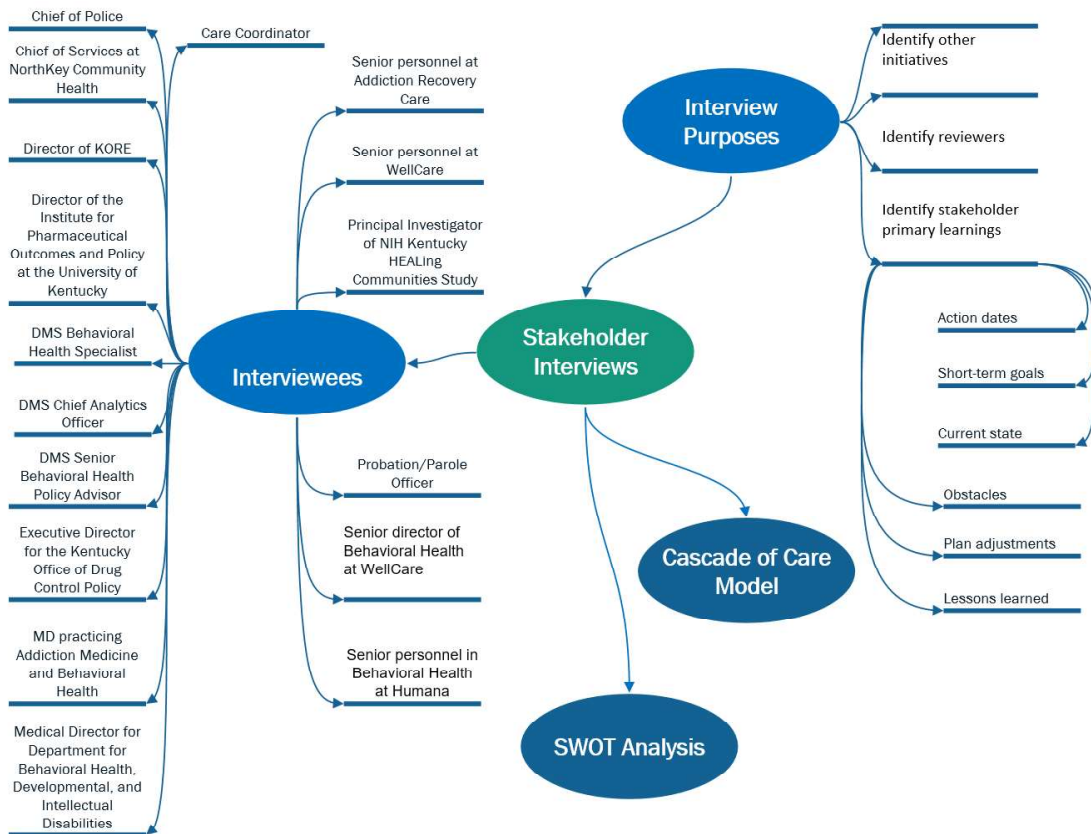 Chief of Police
Chief of Services at
NorthKey Community
Health
Director of KORE
Director of the
Institute for
Pharmaceutical
Outcomes and Policy
at the University of
Kentucky
DMS Behavioral
Health Specialist
DMS Chief Analytics
Officer
DMS Senior
Behavioral Health
Policy Advisor
Executive Director
for the Kentucky
Office of Drug
Control Policy
MD practicing
Addiction Medicine
and Behavioral
Health
Medical Director for
Department for
Behavioral Health,
Developmental, and
Intellectual
Disabilities
Care Coordinator
Senior personnel at
Addiction Recovery
Care
Senior personnel at
WellCare
Principal Investigator
of NIH Kentucky
HEALing
Communities Study
Interviewees
Probation/Parole
Officer
Senior director of
Behavioral Health
at WellCare
Senior personnel in
Behavioral Health
at Humana
Stakeholder
Interviews
Interview
Purposes
Cascade of Care
Model
SWOT Analysis
Identify other
initiatives
Identify reviewers
Identify stakeholder
primary learnings
Action dates
Short-term goals
Current state
Obstacles
Plan adjustments
Lessons learned